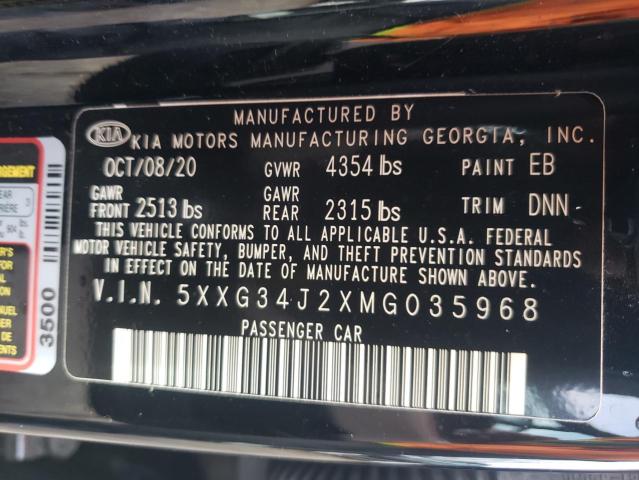 MANUFACTURED BY
KIA KIA MOTORS MANUFACTURING GEORGIA, INC.
OCT/08/20 GVWR 4354 lbs PAINT EB
GAWR FRONT 2513 lbs GAWR REAR 2315 lbs TRIM DNN
THIS VEHICLE CONFORMS TO ALL APPLICABLE U.S.A. FEDERAL
MOTOR VEHICLE SAFETY, BUMPER, AND THEFT PREVENTION STANDARDS
IN EFFECT ON THE DATE OF MANUFACTURE SHOWN ABOVE.
V.I.N. 5XXG34J2XMG035968
PASSENGER CAR
3500